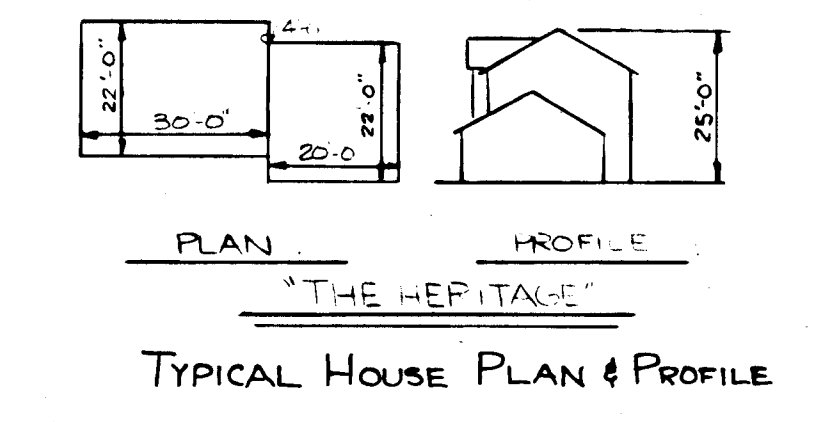 22'-0"
30'-0"
20'-0
22'-0"
25'-0"
PLAN
PROFILE
"THE HERITAGE"
TYPICAL HOUSE PLAN & PROFILE